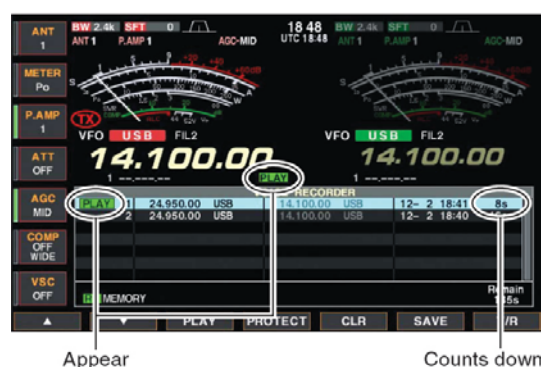 ANT 1
BW 2.4k SFT 0
18 48
BW 2.4k SFT 0
ANT 1 P.AMP 1 AGC-MID
UTC 18:48
ANT 1 P.AMP 1 AGC-MID
METER Po
P.AMP 1
TX
VFO USB FIL2
VFO USB FIL2
ATT OFF
14.100.00
14.100.00
1 --.---.--
PLAY
1 --.---.--
AGC MID
RECORDER
PLAY 1 24.950.00 USB 14.100.00 USB 12- 2 18:41 8s
2 24.950.00 USB 14.100.00 USB 12- 2 18:40
COMP OFF WIDE
VSC OFF
MEMORY
Remain
▲ ▼ PLAY PROTECT CLR SAVE
Appear
Counts down